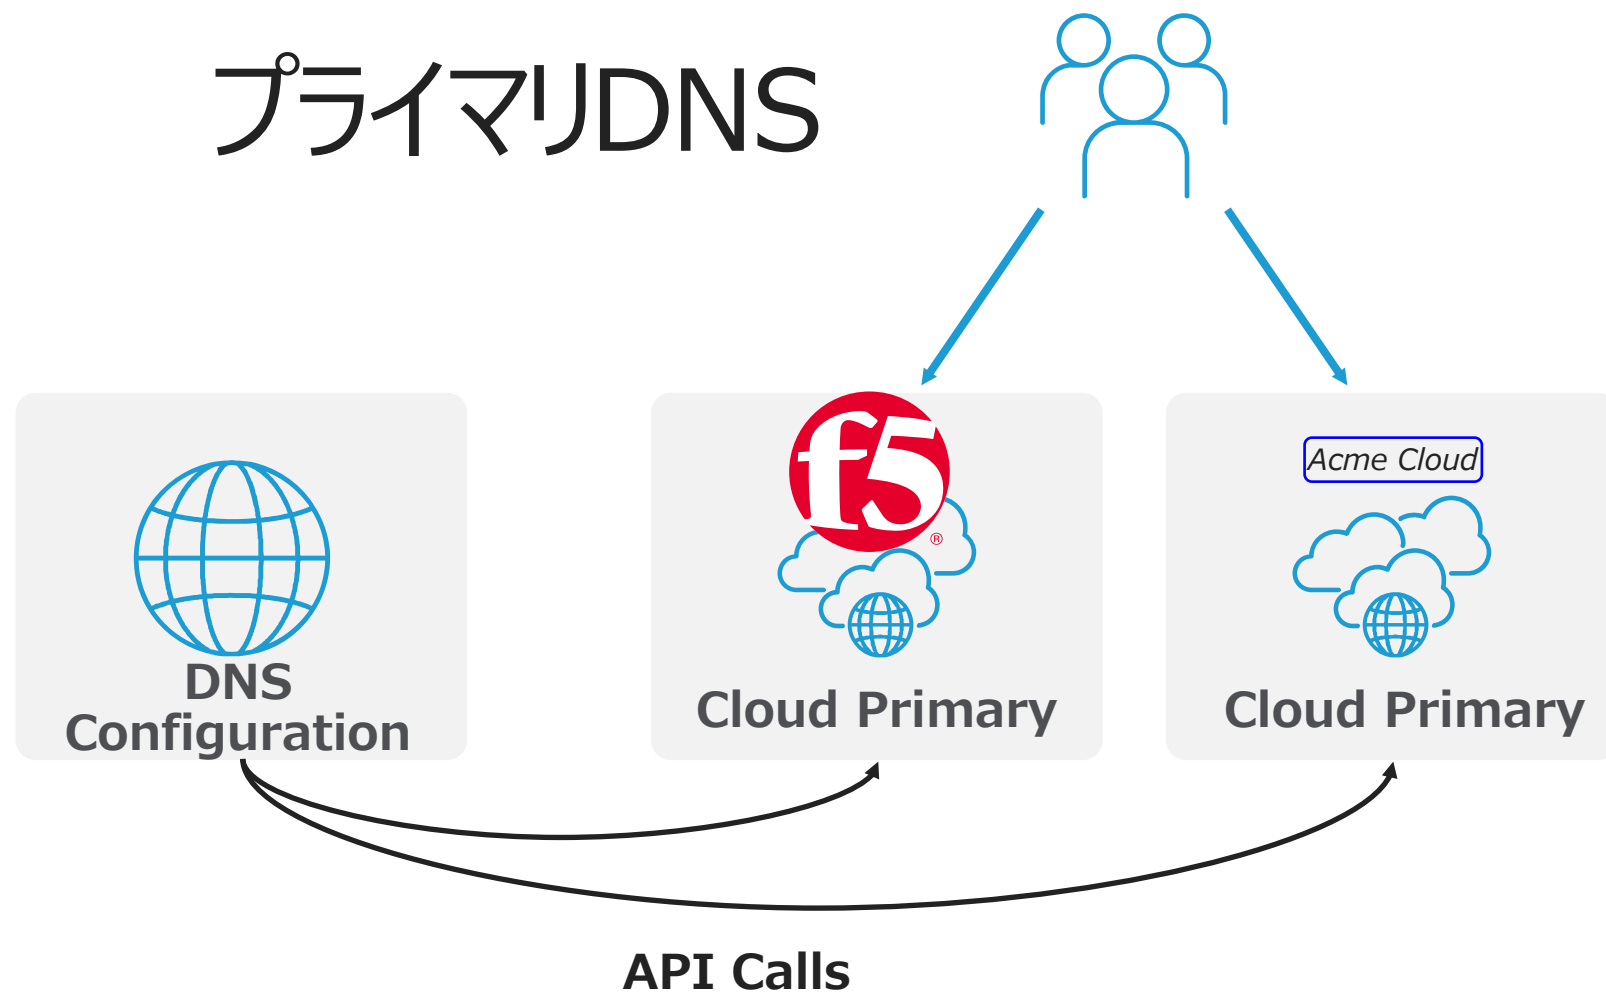 プライマリDNS
f5
®
Acme Cloud
DNS
Configuration
Cloud Primary
Cloud Primary
API Calls